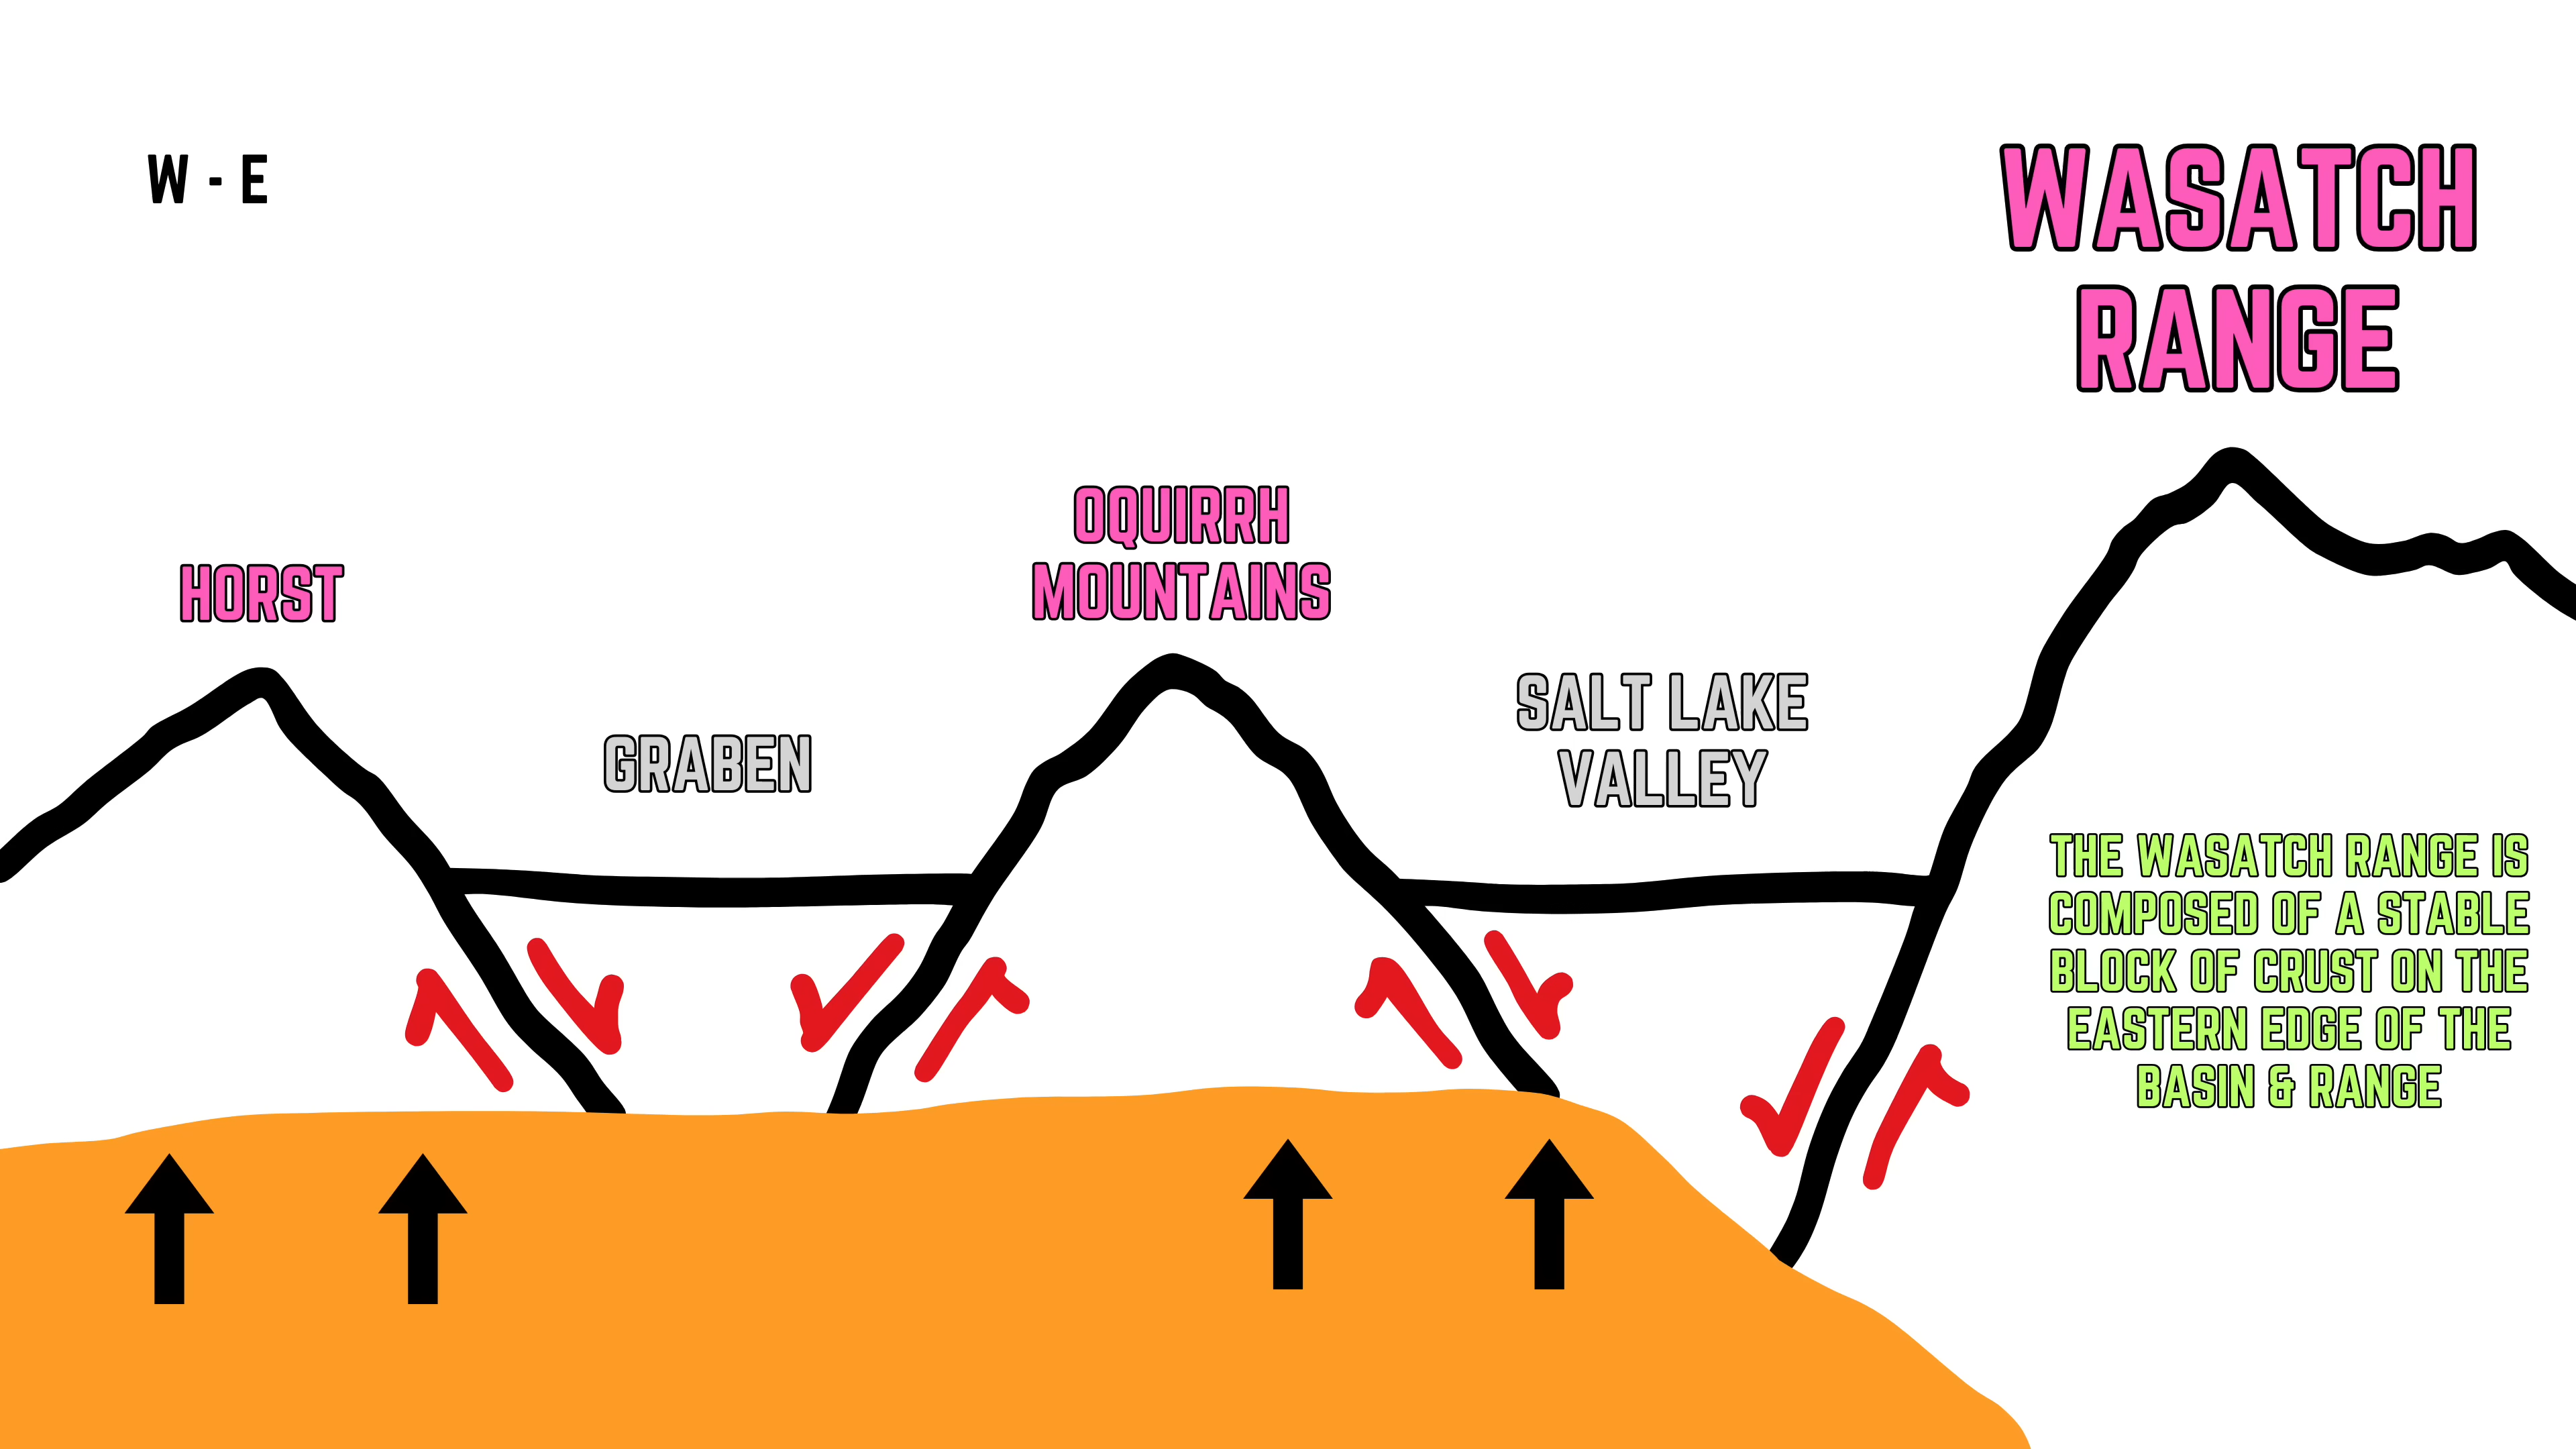 W - E
WASATCH
RANGE
OQUIRRH
MOUNTAINS
HORST
SALT LAKE
VALLEY
GRABEN
THE WASATCH RANGE IS
COMPOSED OF A STABLE
BLOCK OF CRUST ON THE
EASTERN EDGE OF THE
BASIN & RANGE